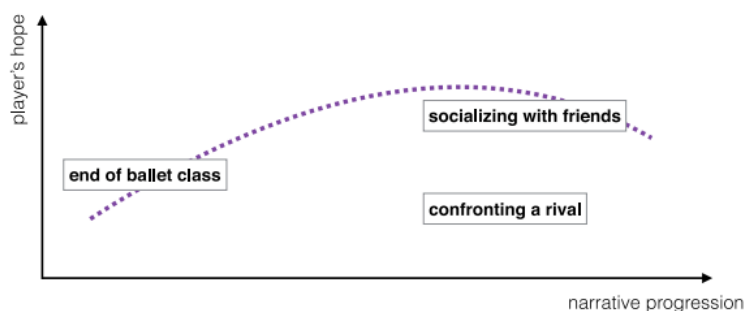 player's hope
socializing with friends
end of ballet class
confronting a rival
narrative progression